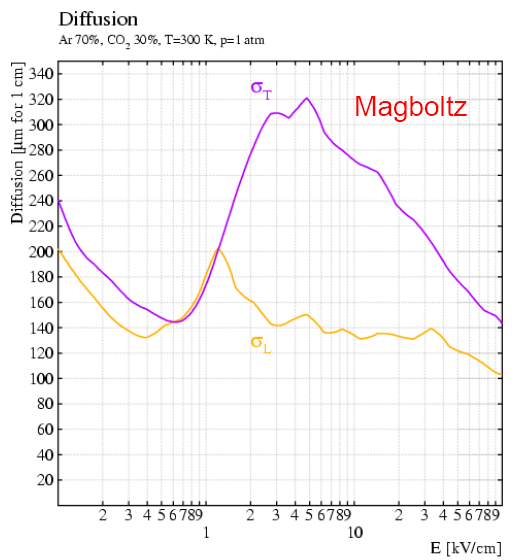 Diffusion
Ar 70%, CO2 30%, T=300 K, p=1 atm
Diffusion [μm for 1 cm]
340
320
300
280
260
240
220
200
180
160
140
120
100
80
60
40
20
σT
Magboltz
σL
2 3 4 5 6 7 8 9 2 3 4 5 6 7 8 9 2 3 4 5 6 7 8 9
1 10
E [kV/cm]